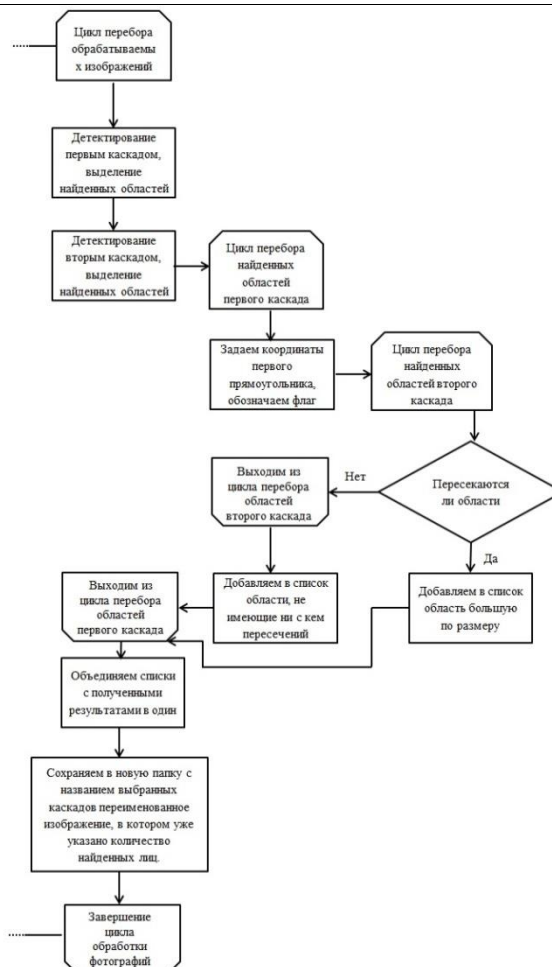 Цикл перебора
обрабатываемы
х изображений
Детектирование
первым каскадом,
выделение
найденных областей
Детектирование
вторым каскадом,
выделение
найденных областей
Цикл перебора
найденных
областей
первого каскада
Задаем координаты
первого
прямоугольника,
обозначаем флаг
Цикл перебора
найденных
областей второго
каскада
Пересекаются
ли области
Нет
Да
Выходим из
цикла перебора
областей
второго каскада
Добавляем в список
область большую
по размеру
Добавляем в список
области, не
имеющие ни с кем
пересечений
Выходим из
цикла перебора
областей
первого каскада
Объединяем списки
с полученными
результатами в один
Сохраняем в новую папку с
названием выбранных
каскадов переименованное
изображение, в котором уже
указано количество
найденных лиц.
Завершение
цикла
обработки
фотографий